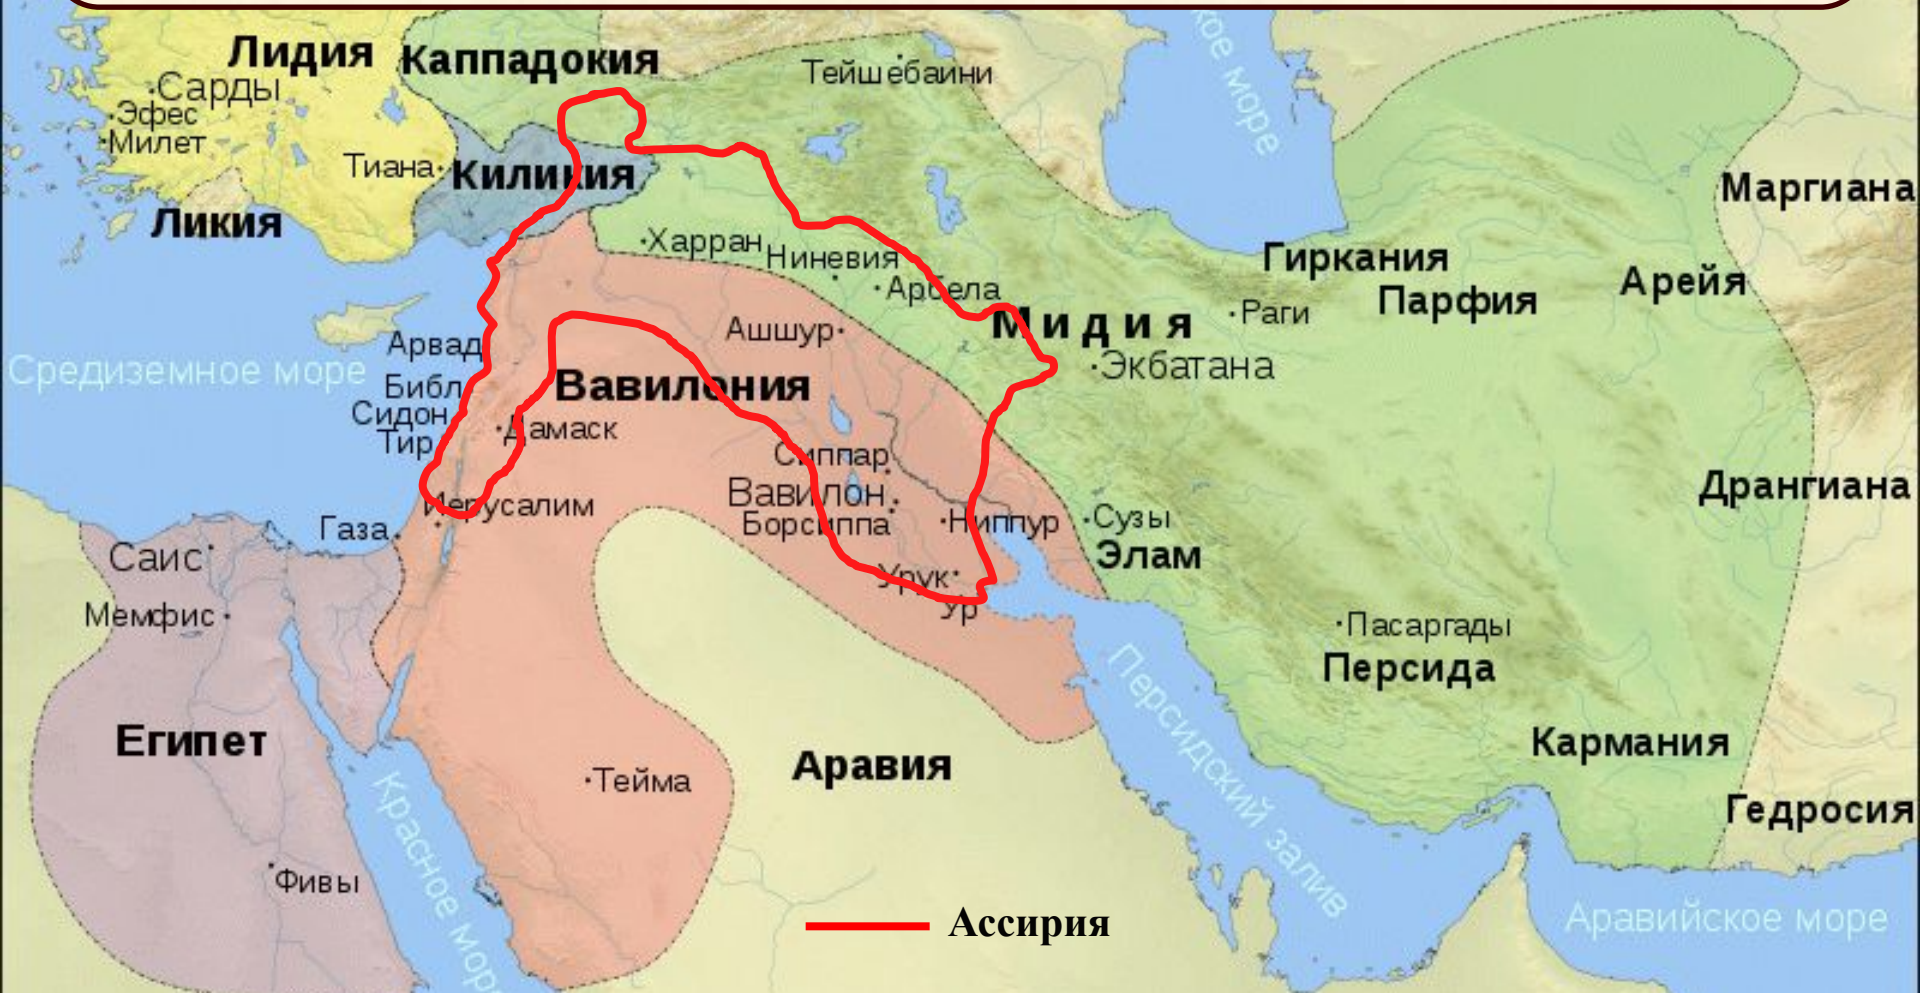 Лидия
Каппадокия
Тейшебаини
кое море
Сарды
Эфес
Милет
Тиана
Киликия
Ликия
Маргиана
Харран
Ниневия
Арбела
Гиркания
Парфия
Арейя
Мидия
Раги
Ашшур
Экбатана
Арвад
Средиземное море
Библ
Вавилония
Сидон
Тир
Дамаск
Сиппар
Вавилон
Борсиппа
Ниппур
Сузы
Элам
Дрангиана
Иерусалим
Газа
Саис
Мемфис
Урук
Ур
Пасаргады
Персида
Персидский залив
Египет
Аравия
Кармания
Тейма
Гедросия
Красное мор
Фивы
Ассирия
Аравийское море